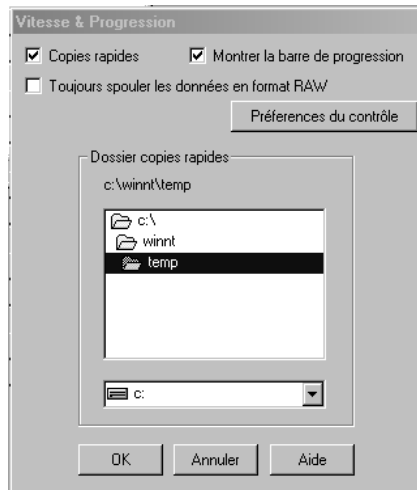 Vitesse & Progression
Copies rapides Montrer la barre de progression
Toujours spouler les données en format RAW
Préferences du contrôle
Dossier copies rapides
c:\winnt\temp
c:\
winnt
temp
c:
OK Annuler Aide